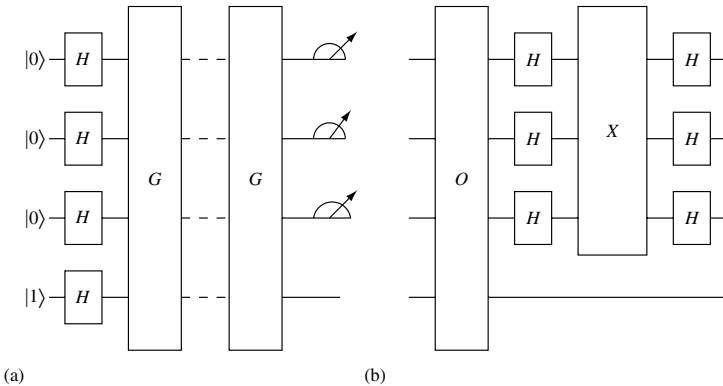 |0⟩ H H H
|0⟩ H H X H
G G O
|0⟩ H H H
|1⟩ H
(a) (b)